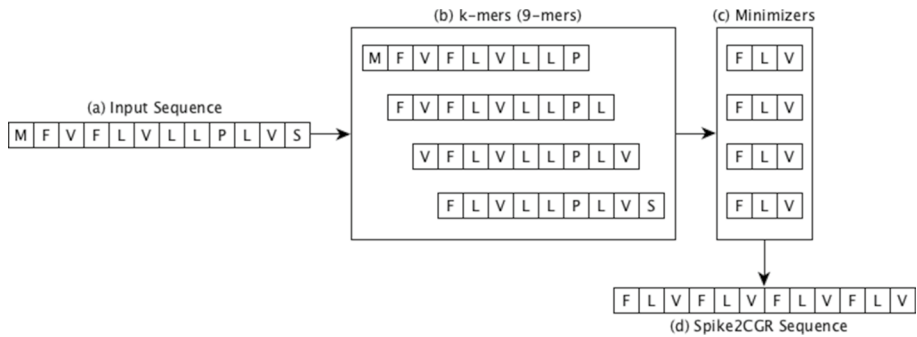 (b) k-mers (9-mers)
(c) Minimizers
M F V F L V L L P
F L V
(a) Input Sequence
F V F L V L L P L
F L V
M F V F L V L L P L V S
V F L V L L P L V
F L V
F L V L L P L V S
F L V
F L V F L V F L V F L V
(d) Spike2CGR Sequence